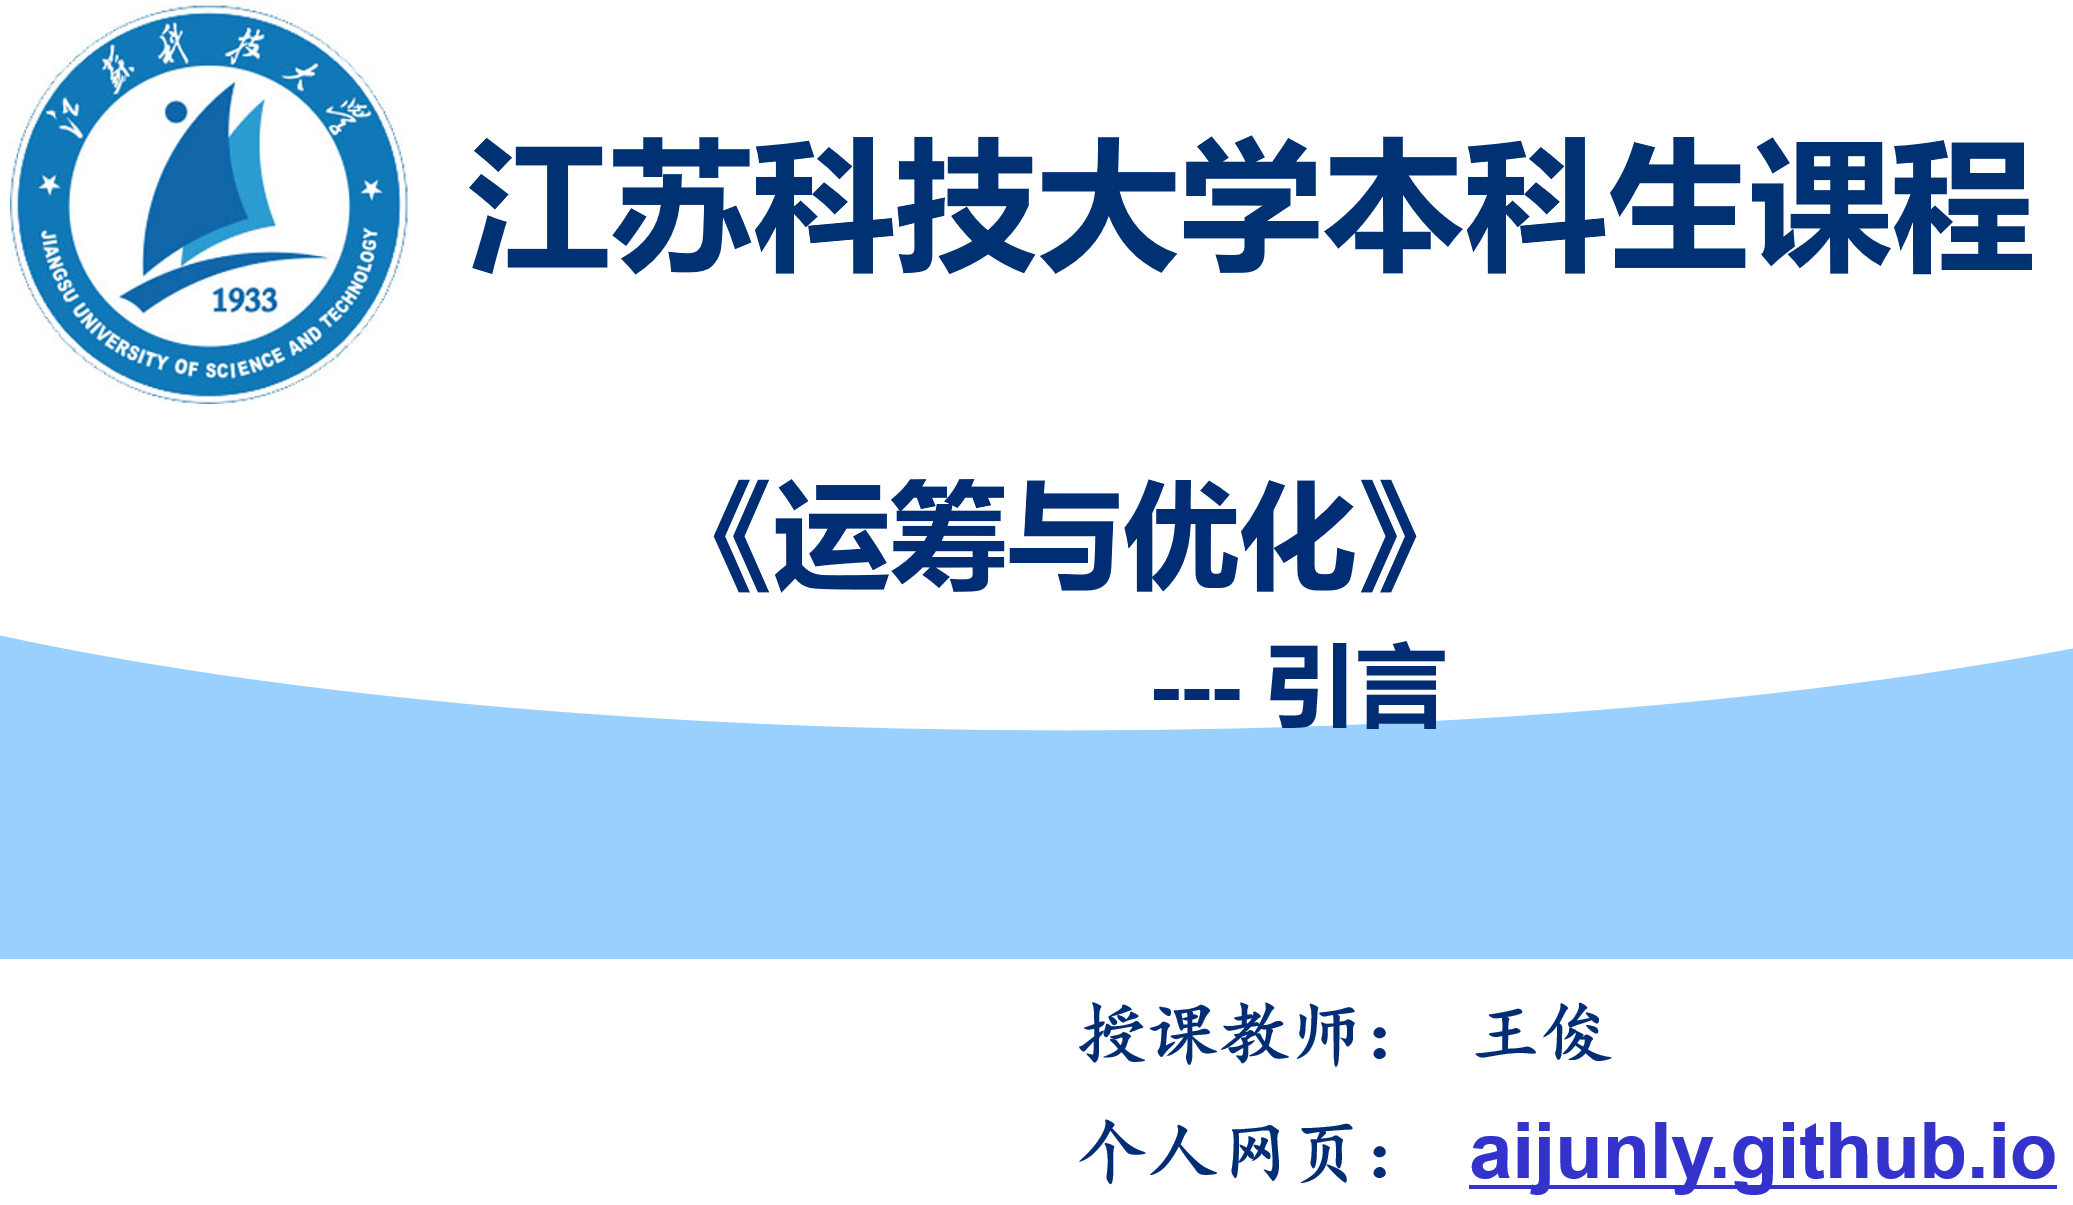 江苏科技大学
1933
JIANGSU UNIVERSITY OF SCIENCE AND TECHNOLOGY
江苏科技大学本科生课程
《运筹与优化》
--- 引言
授课教师： 王俊
个人网页： aijunly.github.io